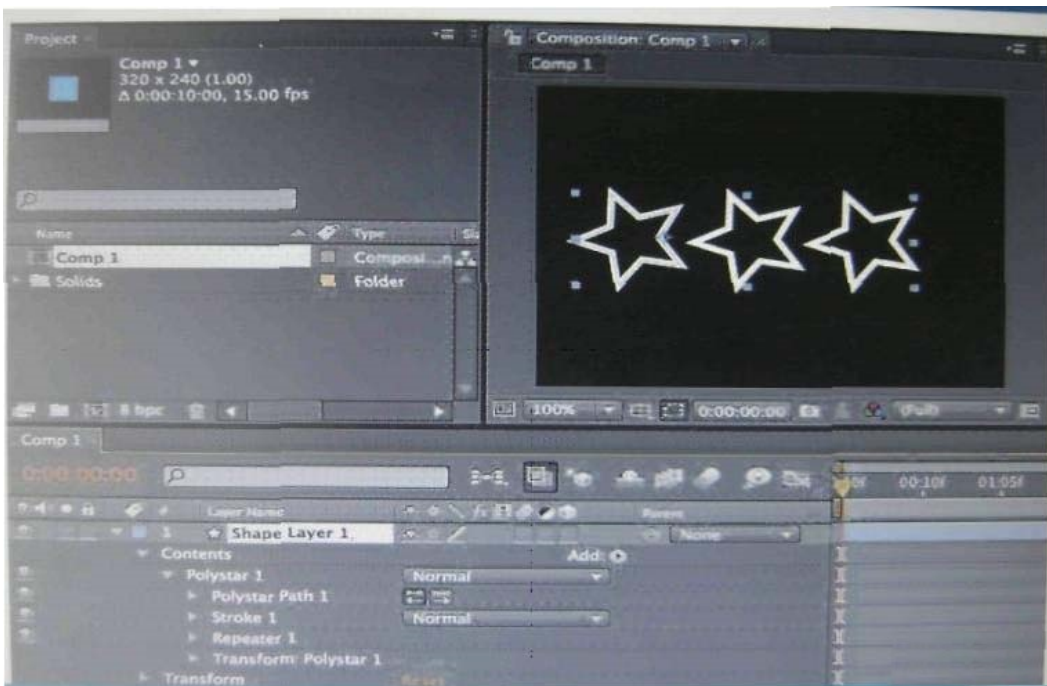 Project
Comp 1
320 x 240 (1.00)
Δ 0:00:10:00, 15.00 fps
Name Type
Comp 1 Composi...n
Solids Folder
8 bpc
Composition: Comp 1
Comp 1
100% 0:00:00:00 (Full)
Comp 1
0:00:00:00
00:10f 01:05f
# Layer Name Parent
1 Shape Layer 1 None
Contents Add:
Polystar 1 Normal
Polystar Path 1
Stroke 1 Normal
Repeater 1
Transform: Polystar 1
Transform Reset